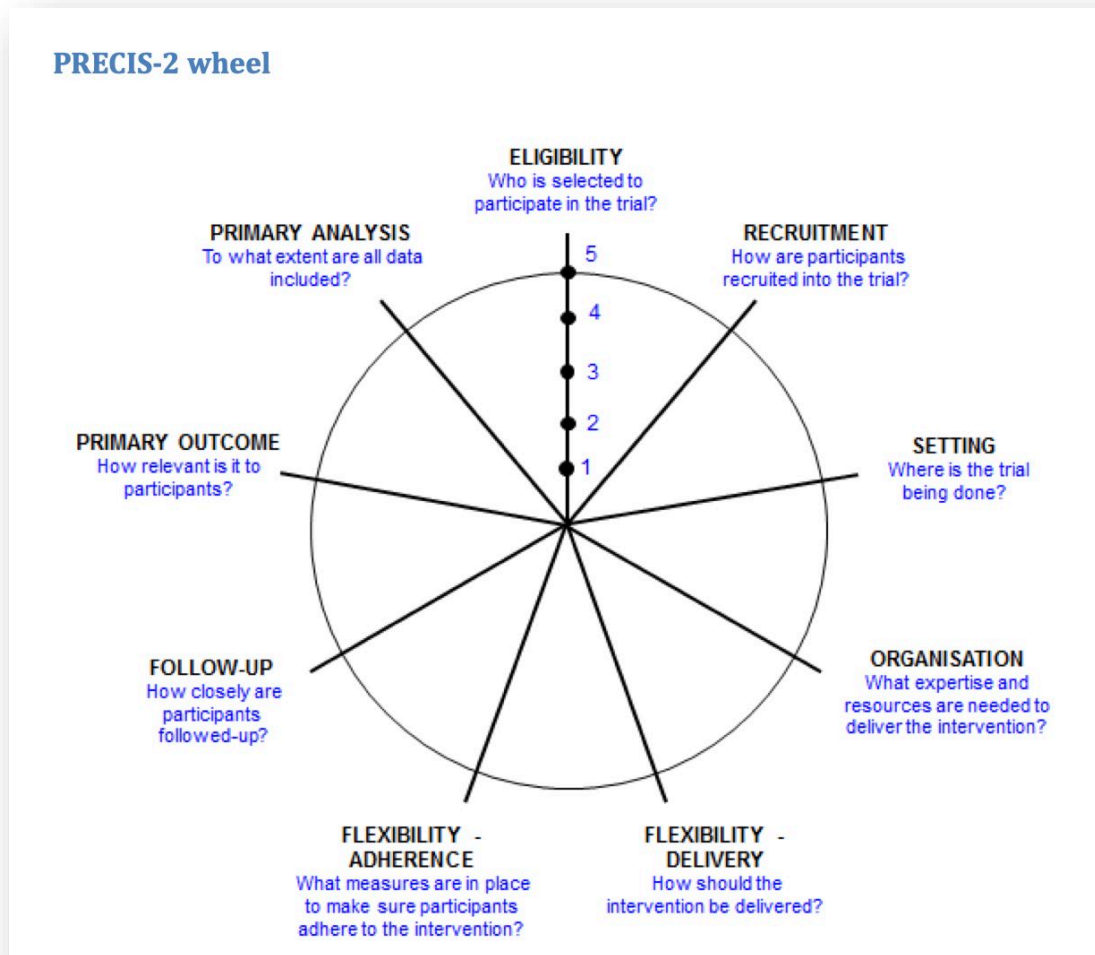 PRECIS-2 wheel
ELIGIBILITY
Who is selected to
participate in the trial?
PRIMARY ANALYSIS
To what extent are all data
included?
RECRUITMENT
How are participants
recruited into the trial?
5
4
3
2
1
PRIMARY OUTCOME
How relevant is it to
participants?
SETTING
Where is the trial
being done?
FOLLOW-UP
How closely are
participants
followed-up?
ORGANISATION
What expertise and
resources are needed to
deliver the intervention?
FLEXIBILITY -
ADHERENCE
What measures are in place
to make sure participants
adhere to the intervention?
FLEXIBILITY -
DELIVERY
How should the
intervention be delivered?